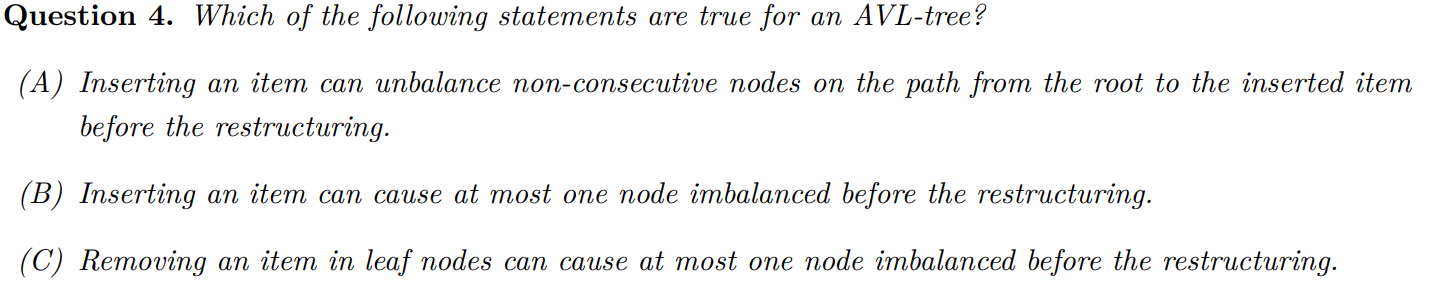 Question 4. Which of the following statements are true for an AVL-tree?
(A) Inserting an item can unbalance non-consecutive nodes on the path from the root to the inserted item
before the restructuring.
(B) Inserting an item can cause at most one node imbalanced before the restructuring.
(C) Removing an item in leaf nodes can cause at most one node imbalanced before the restructuring.